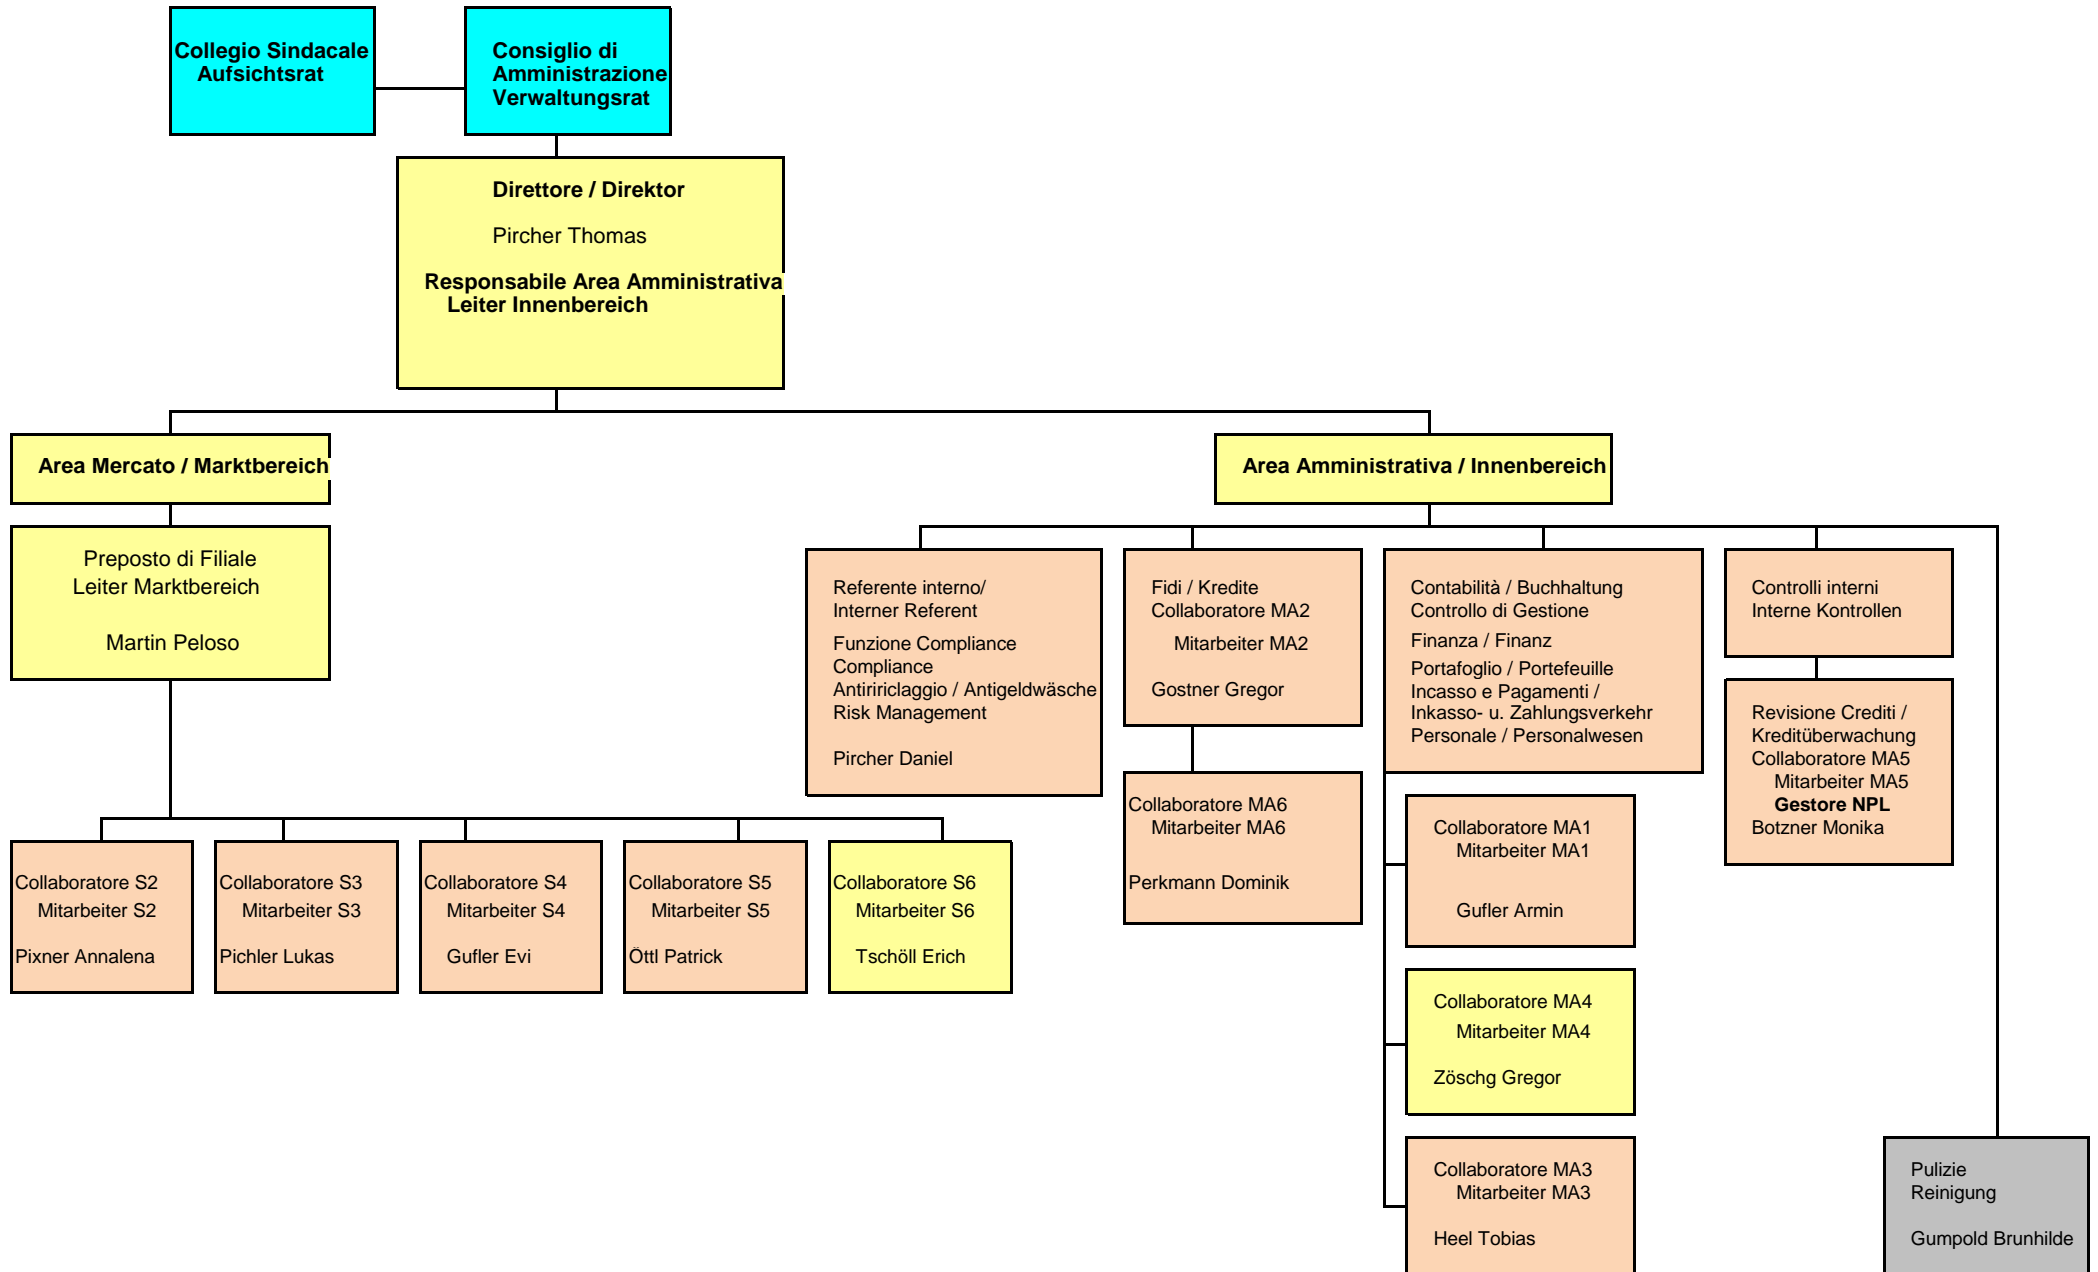 Collegio Sindacale
Aufsichtsrat
Consiglio di
Amministrazione
Verwaltungsrat
Direttore / Direktor
Pircher Thomas
Responsabile Area Amministrativa
Leiter Innenbereich
Area Mercato / Marktbereich
Area Amministrativa / Innenbereich
Preposto di Filiale
Leiter Marktbereich
Martin Peloso
Referente interno/
Interner Referent
Funzione Compliance
Compliance
Antiririclaggio / Antigeldwäsche
Risk Management
Pircher Daniel
Fidi / Kredite
Collaboratore MA2
Mitarbeiter MA2
Gostner Gregor
Contabilità / Buchhaltung
Controllo di Gestione
Finanza / Finanz
Portafoglio / Portefeuille
Incasso e Pagamenti /
Inkasso- u. Zahlungsverkehr
Personale / Personalwesen
Controlli interni
Interne Kontrollen
Revisione Crediti /
Kreditüberwachung
Collaboratore MA5
Mitarbeiter MA5
Gestore NPL
Botzner Monika
Collaboratore MA6
Mitarbeiter MA6
Perkmann Dominik
Collaboratore MA1
Mitarbeiter MA1
Gufler Armin
Collaboratore S2
Mitarbeiter S2
Pixner Annalena
Collaboratore S3
Mitarbeiter S3
Pichler Lukas
Collaboratore S4
Mitarbeiter S4
Gufler Evi
Collaboratore S5
Mitarbeiter S5
Öttl Patrick
Collaboratore S6
Mitarbeiter S6
Tschöll Erich
Collaboratore MA4
Mitarbeiter MA4
Zöschg Gregor
Collaboratore MA3
Mitarbeiter MA3
Heel Tobias
Pulizie
Reinigung
Gumpold Brunhilde